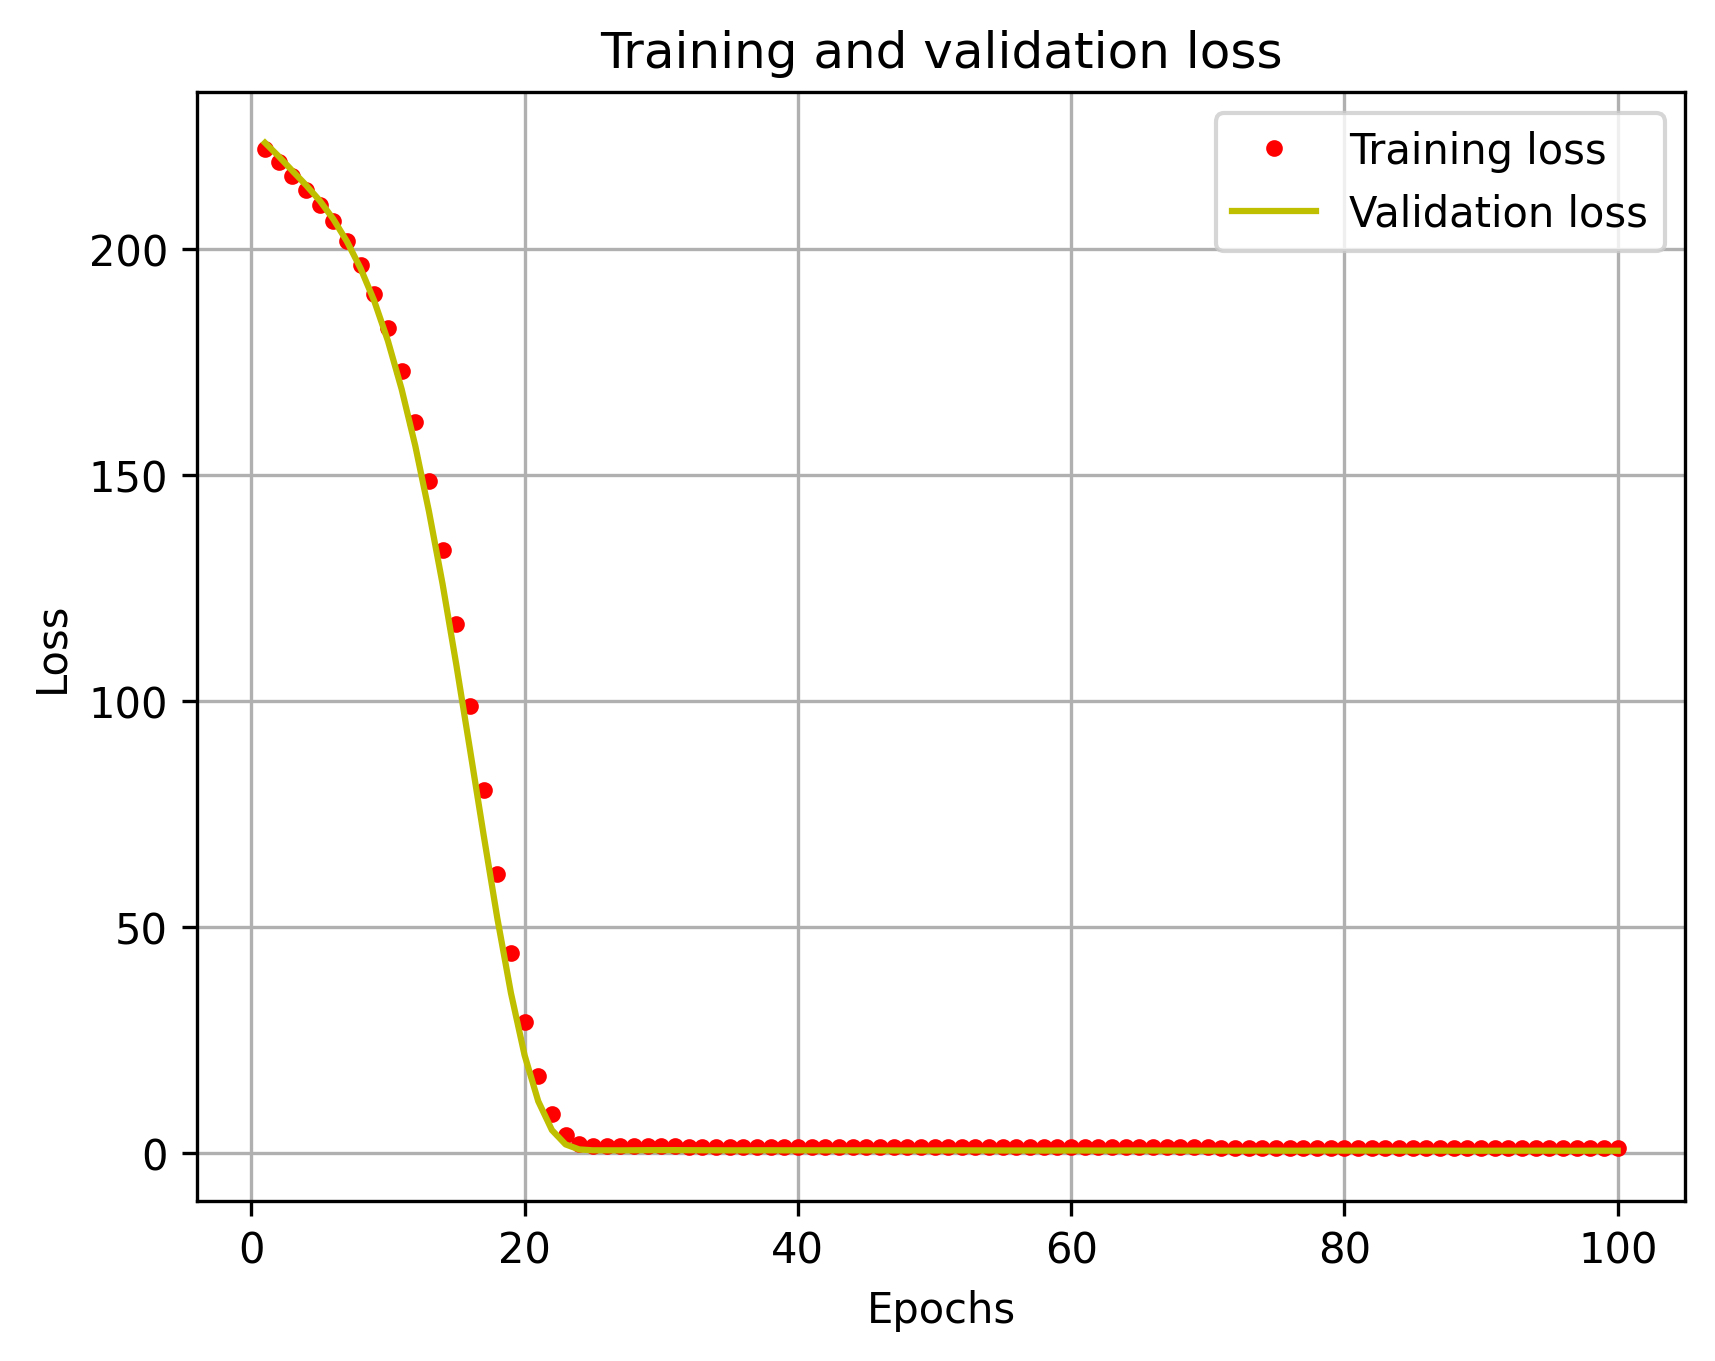 Training and validation loss
Training loss
Validation loss
200
150
100
50
0
Loss
0 20 40 60 80 100
Epochs